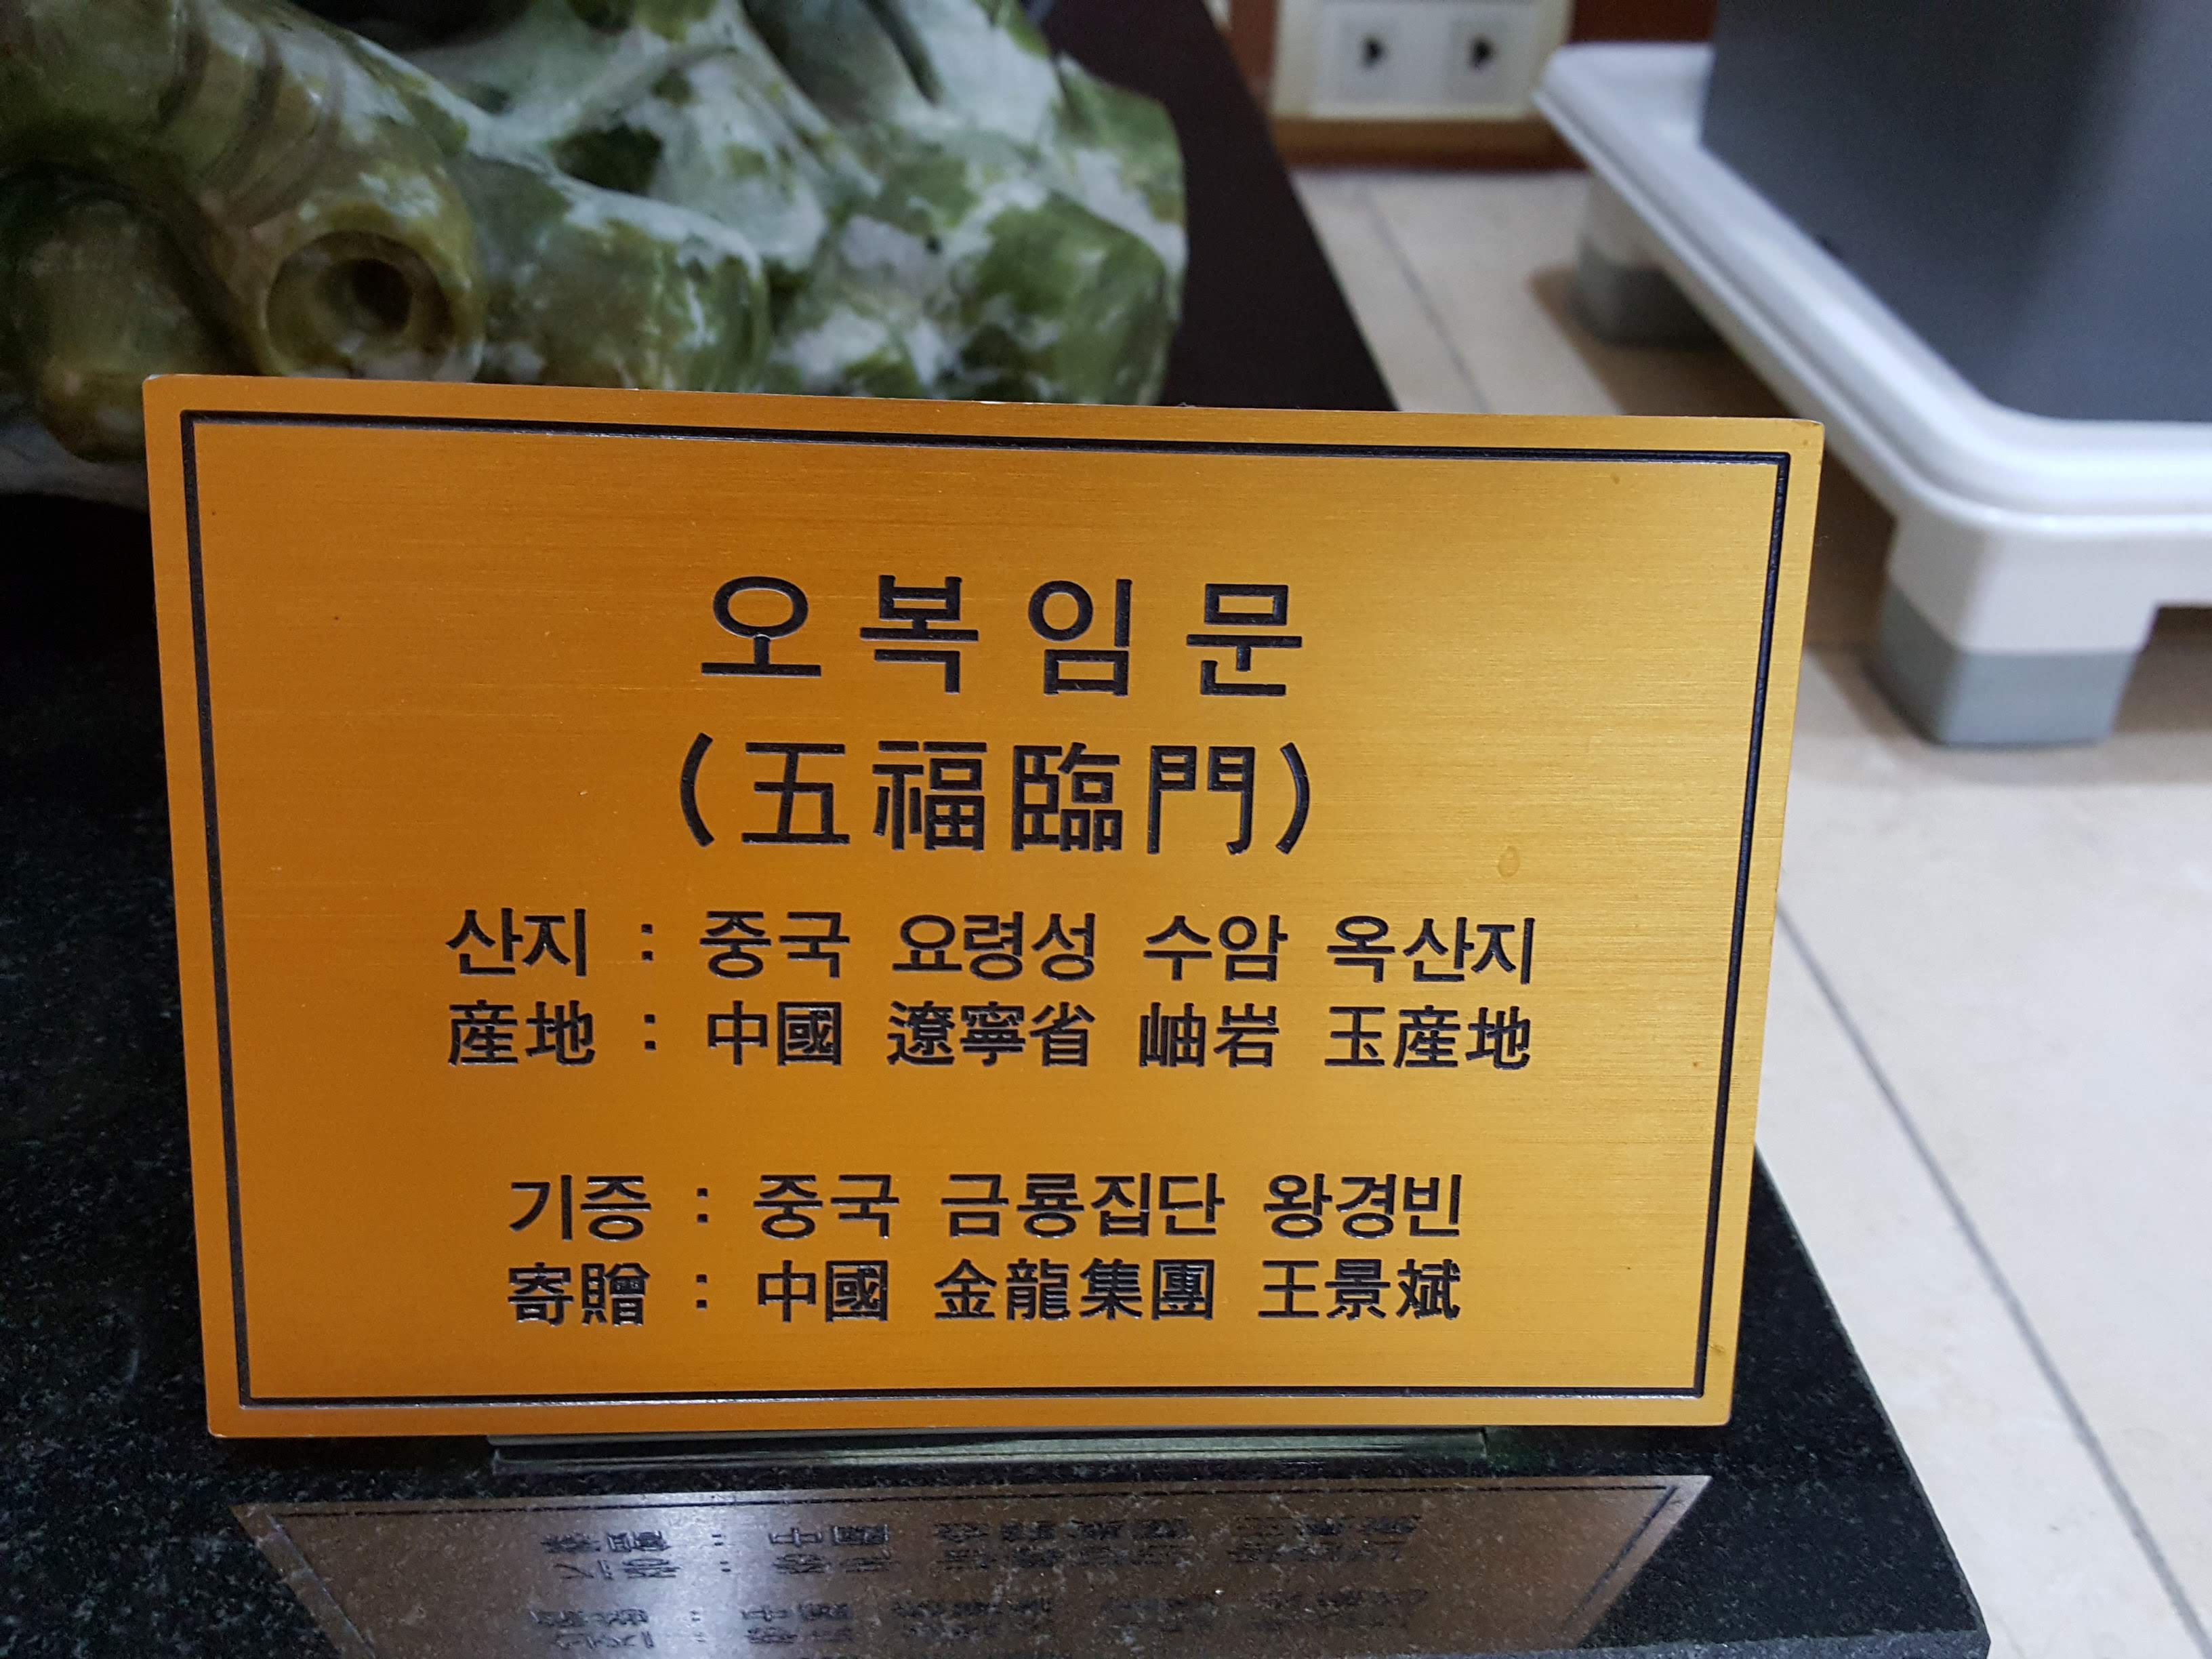 오복임문
(五福臨門)
산지 : 중국 요령성 수암 옥산지
産地 : 中國 遼寧省 岫岩 玉産地
기증 : 중국 금룡집단 왕경빈
寄贈 : 中國 金龍集團 王景斌